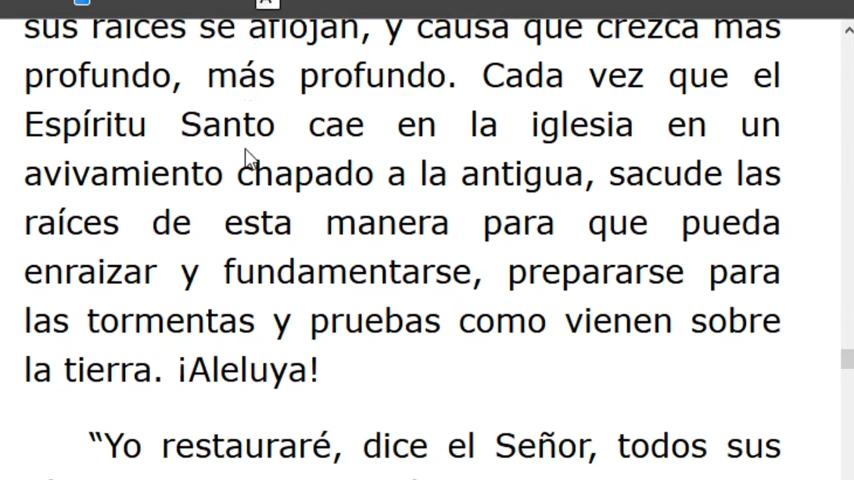 sus raíces se aflojan, y causa que crezca más
profundo, más profundo. Cada vez que el
Espíritu Santo cae en la iglesia en un
avivamiento chapado a la antigua, sacude las
raíces de esta manera para que pueda
enraizar y fundamentarse, prepararse para
las tormentas y pruebas como vienen sobre
la tierra. ¡Aleluya!
“Yo restauraré, dice el Señor, todos sus